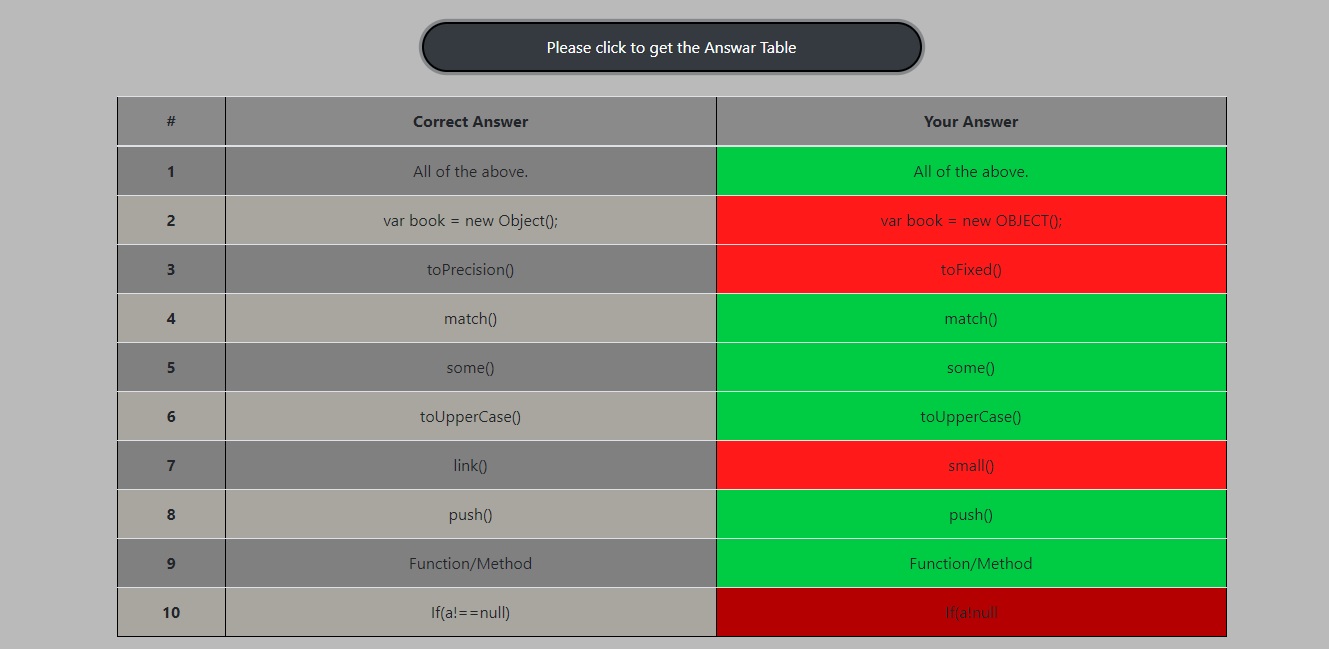 Please click to get the Answar Table
# Correct Answer Your Answer
1 All of the above. All of the above.
2 var book = new Object(); var book = new OBJECT();
3 toPrecision() toFixed()
4 match() match()
5 some() some()
6 toUpperCase() toUpperCase()
7 link() small()
8 push() push()
9 Function/Method Function/Method
10 If(a!==null) If(a!null